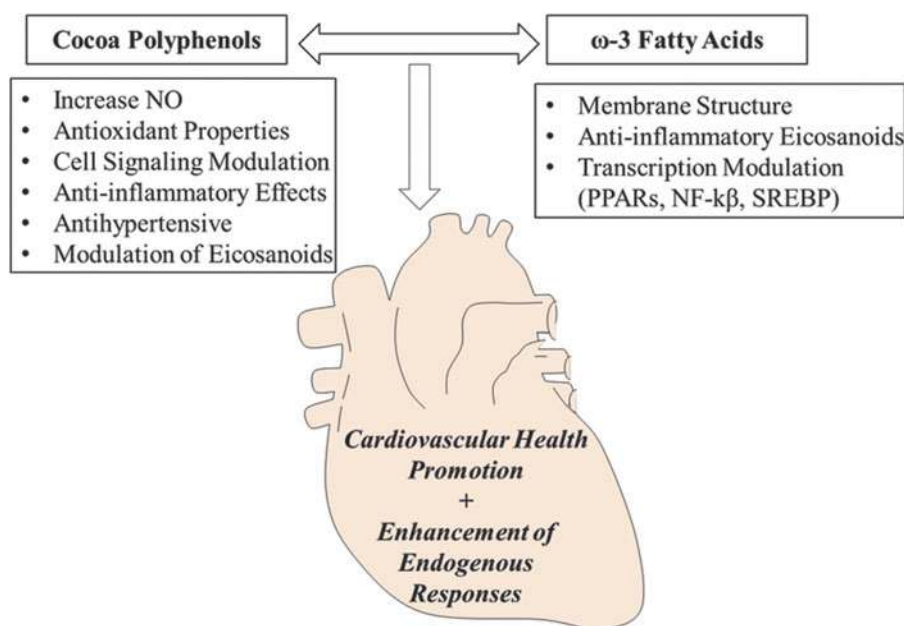 Cocoa Polyphenols
• Increase NO
• Antioxidant Properties
• Cell Signaling Modulation
• Anti-inflammatory Effects
• Antihypertensive
• Modulation of Eicosanoids
ω-3 Fatty Acids
• Membrane Structure
• Anti-inflammatory Eicosanoids
• Transcription Modulation
(PPARs, NF-kβ, SREBP)
Cardiovascular Health
Promotion
+
Enhancement of
Endogenous
Responses